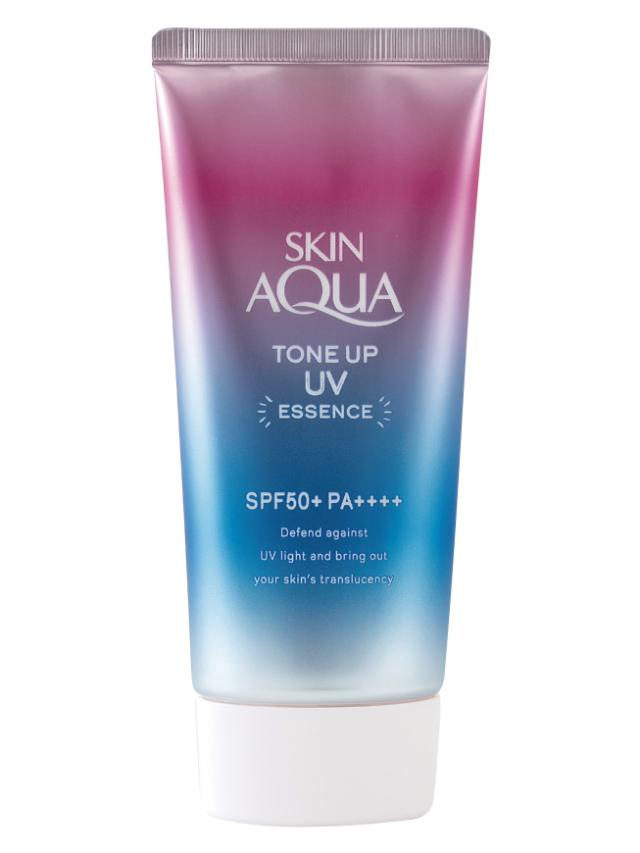 SKIN
AQUA
TONE UP
UV
ESSENCE
SPF50+ PA++++
Defend against
UV light and bring out
your skin's translucency